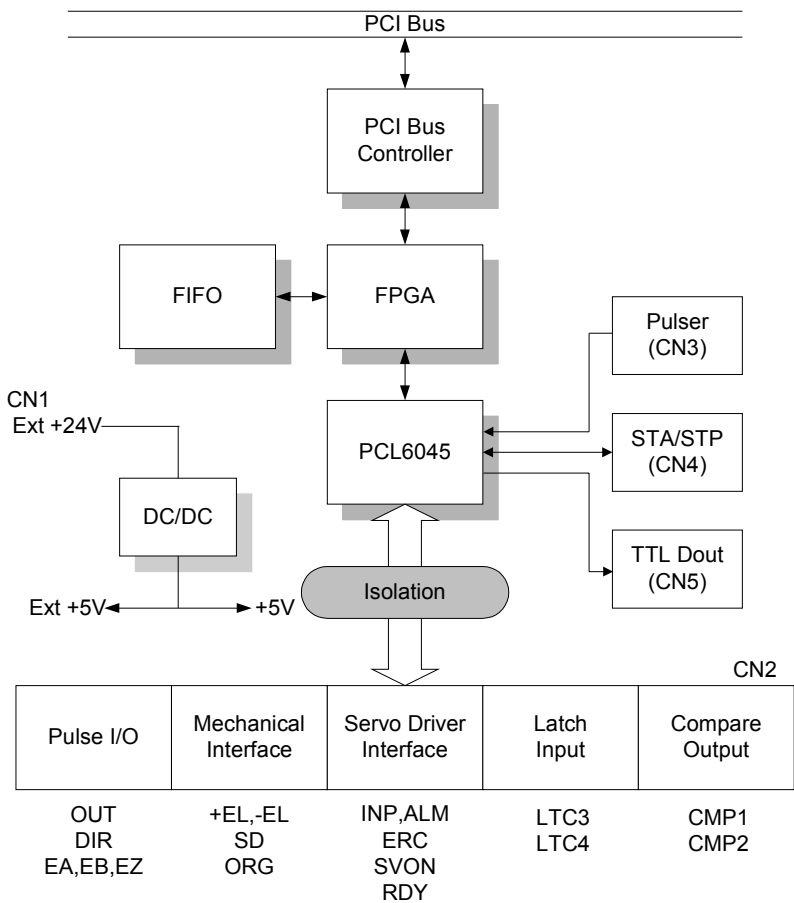 PCI Bus
PCI Bus
Controller
FIFO
FPGA
Pulser
(CN3)
CN1
Ext +24V
PCL6045
STA/STP
(CN4)
DC/DC
TTL Dout
(CN5)
Isolation
Ext +5V
+5V
CN2
Pulse I/O
Mechanical
Interface
Servo Driver
Interface
Latch
Input
Compare
Output
OUT
DIR
EA,EB,EZ
+EL,-EL
SD
ORG
INP,ALM
ERC
SVON
RDY
LTC3
LTC4
CMP1
CMP2